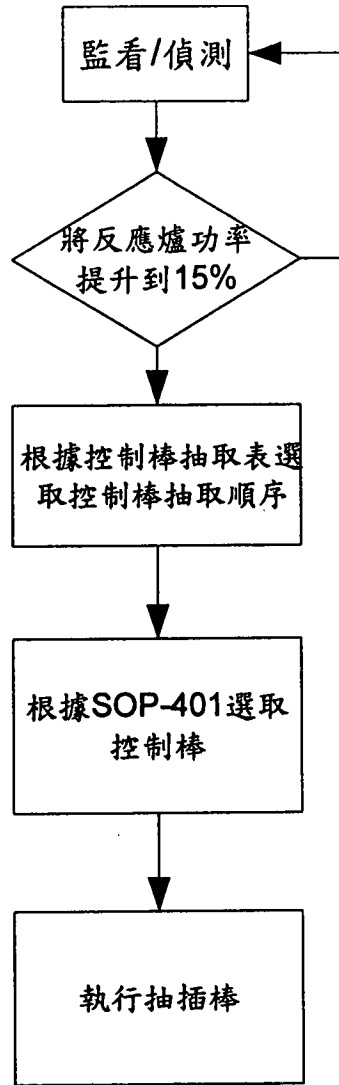 監看/偵測
將反應爐功率
提升到15%
根據控制棒抽取表選
取控制棒抽取順序
根據SOP-401選取
控制棒
執行抽插棒